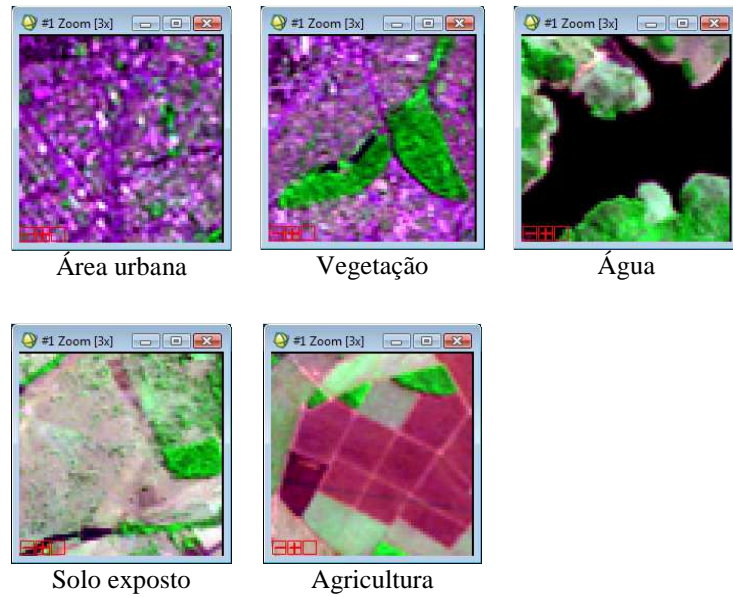 #1 Zoom [3x]
#1 Zoom [3x]
#1 Zoom [3x]
Área urbana
Vegetação
Água
#1 Zoom [3x]
#1 Zoom [3x]
Solo exposto
Agricultura